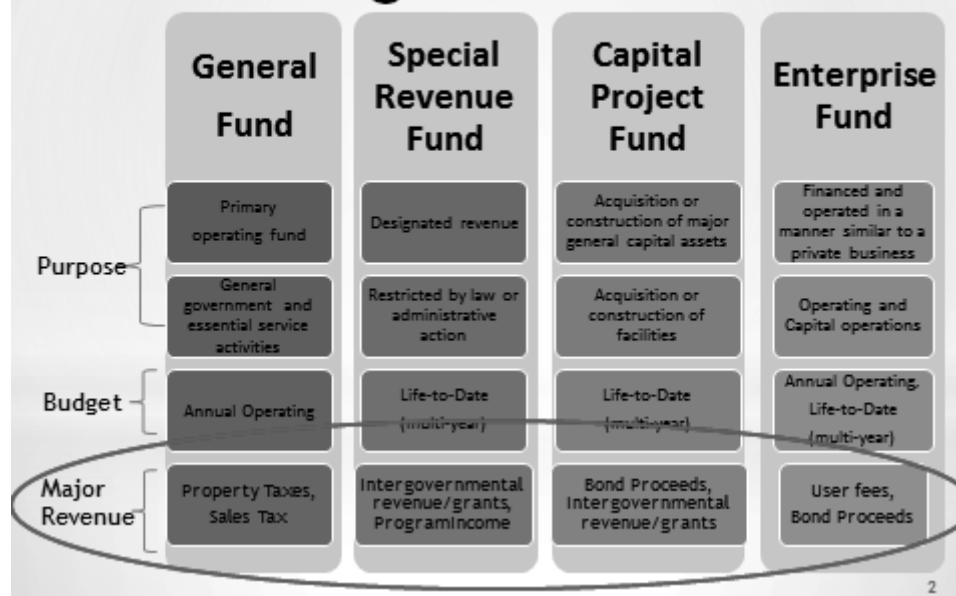 General
Fund
Special
Revenue
Fund
Capital
Project
Fund
Enterprise
Fund
Purpose
Primary
operating fund
Designated revenue
Acquisition or
construction of major
general capital assets
Financed and
operated in a
manner similar to a
private business
General
government and
essential service
activities
Restricted by law or
administrative
action
Acquisition or
construction of
facilities
Operating and
Capital operations
Budget
Annual Operating
Life-to-Date
(multi-year)
Life-to-Date
(multi-year)
Annual Operating,
Life-to-Date
(multi-year)
Major
Revenue
Property Taxes,
Sales Tax
Intergovernmental
revenue/grants,
ProgramIncome
Bond Proceeds,
Intergovernmental
revenue/grants
User fees,
Bond Proceeds
2